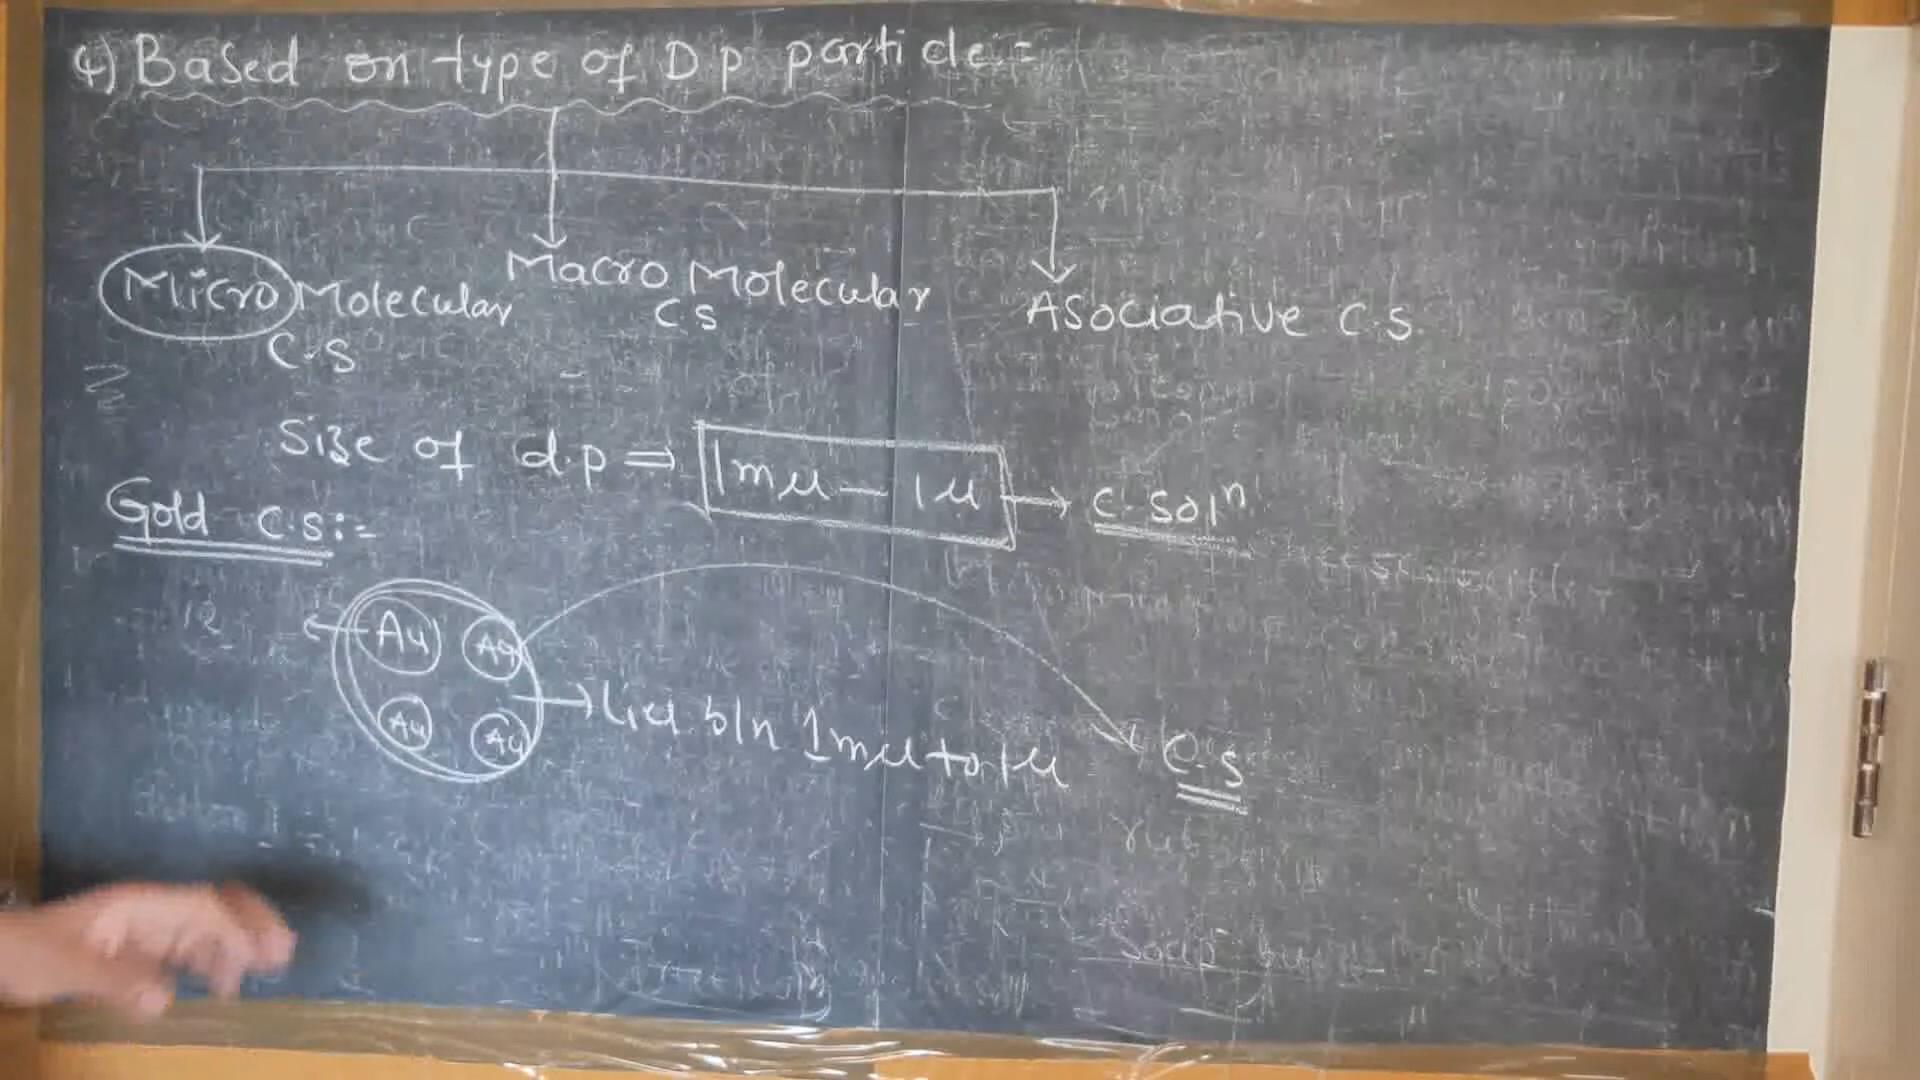 4) Based on type of D p particle:-
Micro Molecular C.S
Macro Molecular C S
Asociative C.S.
Size of d.p ⇒ 1mμ — 1μ → C. Solⁿ
Gold C.S:-
Au Au
Au Au
→ lies b/n 1mμ to 1μ
C.S